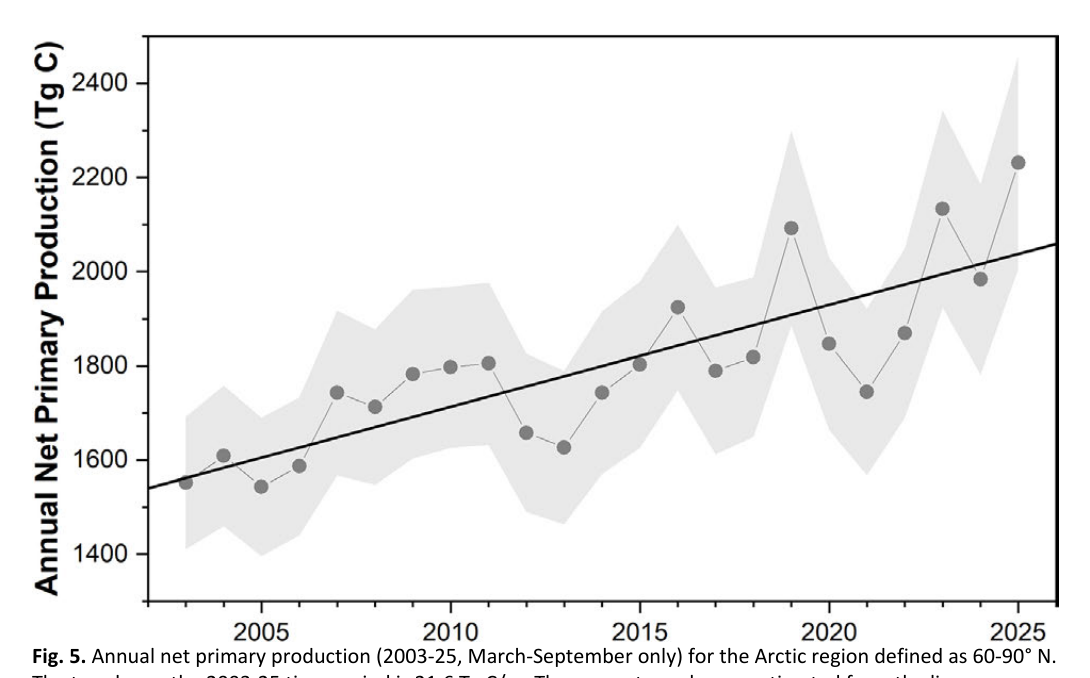 Annual Net Primary Production (Tg C)
2400
2200
2000
1800
1600
1400
2005 2010 2015 2020 2025
Fig. 5. Annual net primary production (2003-25, March-September only) for the Arctic region defined as 60-90° N.